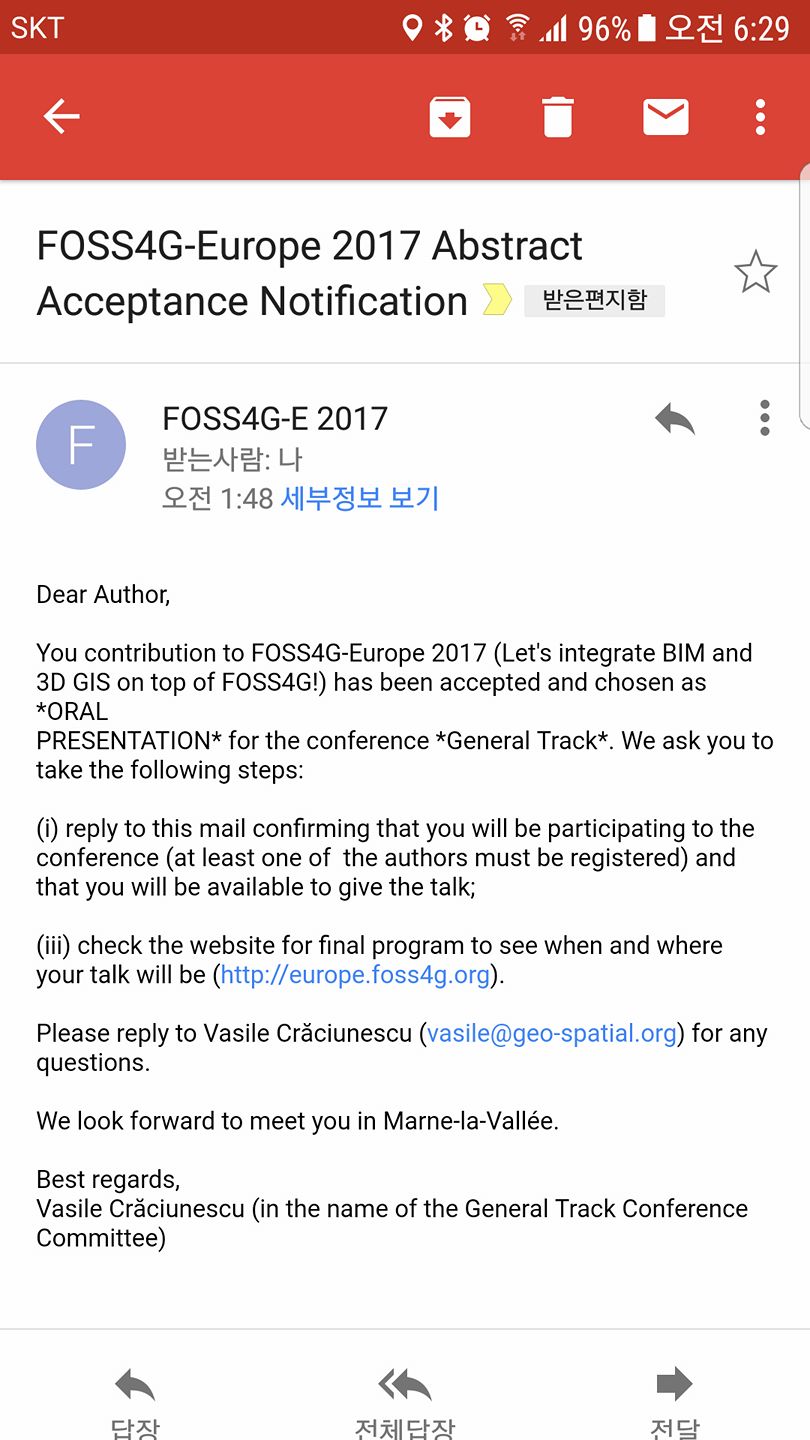 SKT 96% 오전 6:29
FOSS4G-Europe 2017 Abstract
Acceptance Notification 받은편지함
F
FOSS4G-E 2017
받는사람: 나
오전 1:48 세부정보 보기
Dear Author,
You contribution to FOSS4G-Europe 2017 (Let's integrate BIM and
3D GIS on top of FOSS4G!) has been accepted and chosen as
*ORAL
PRESENTATION* for the conference *General Track*. We ask you to
take the following steps:
(i) reply to this mail confirming that you will be participating to the
conference (at least one of  the authors must be registered) and
that you will be available to give the talk;
(iii) check the website for final program to see when and where
your talk will be (http://europe.foss4g.org).
Please reply to Vasile Crăciunescu (vasile@geo-spatial.org) for any
questions.
We look forward to meet you in Marne-la-Vallée.
Best regards,
Vasile Crăciunescu (in the name of the General Track Conference
Committee)
답장 전체답장 전달